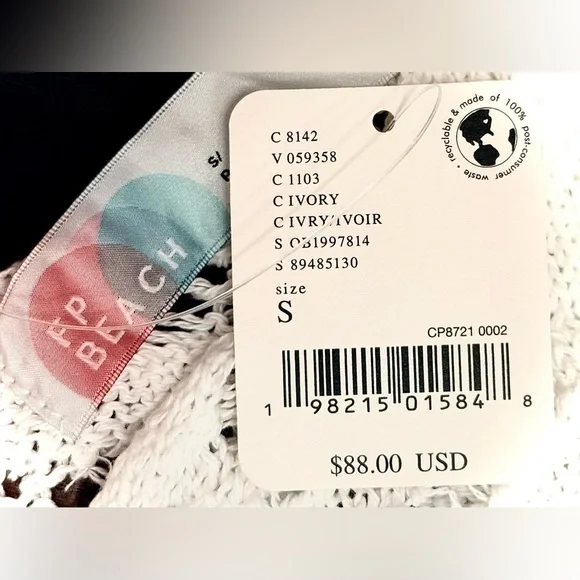 FP
BEACH
S/
C 8142
V 059358
C 1103
C IVORY
C IVRY/IVOIR
S OB1997814
S 89485130
size
S
CP8721 0002
1 98215 01584 8
$88.00 USD
recyclable & made of 100% post-consumer waste •